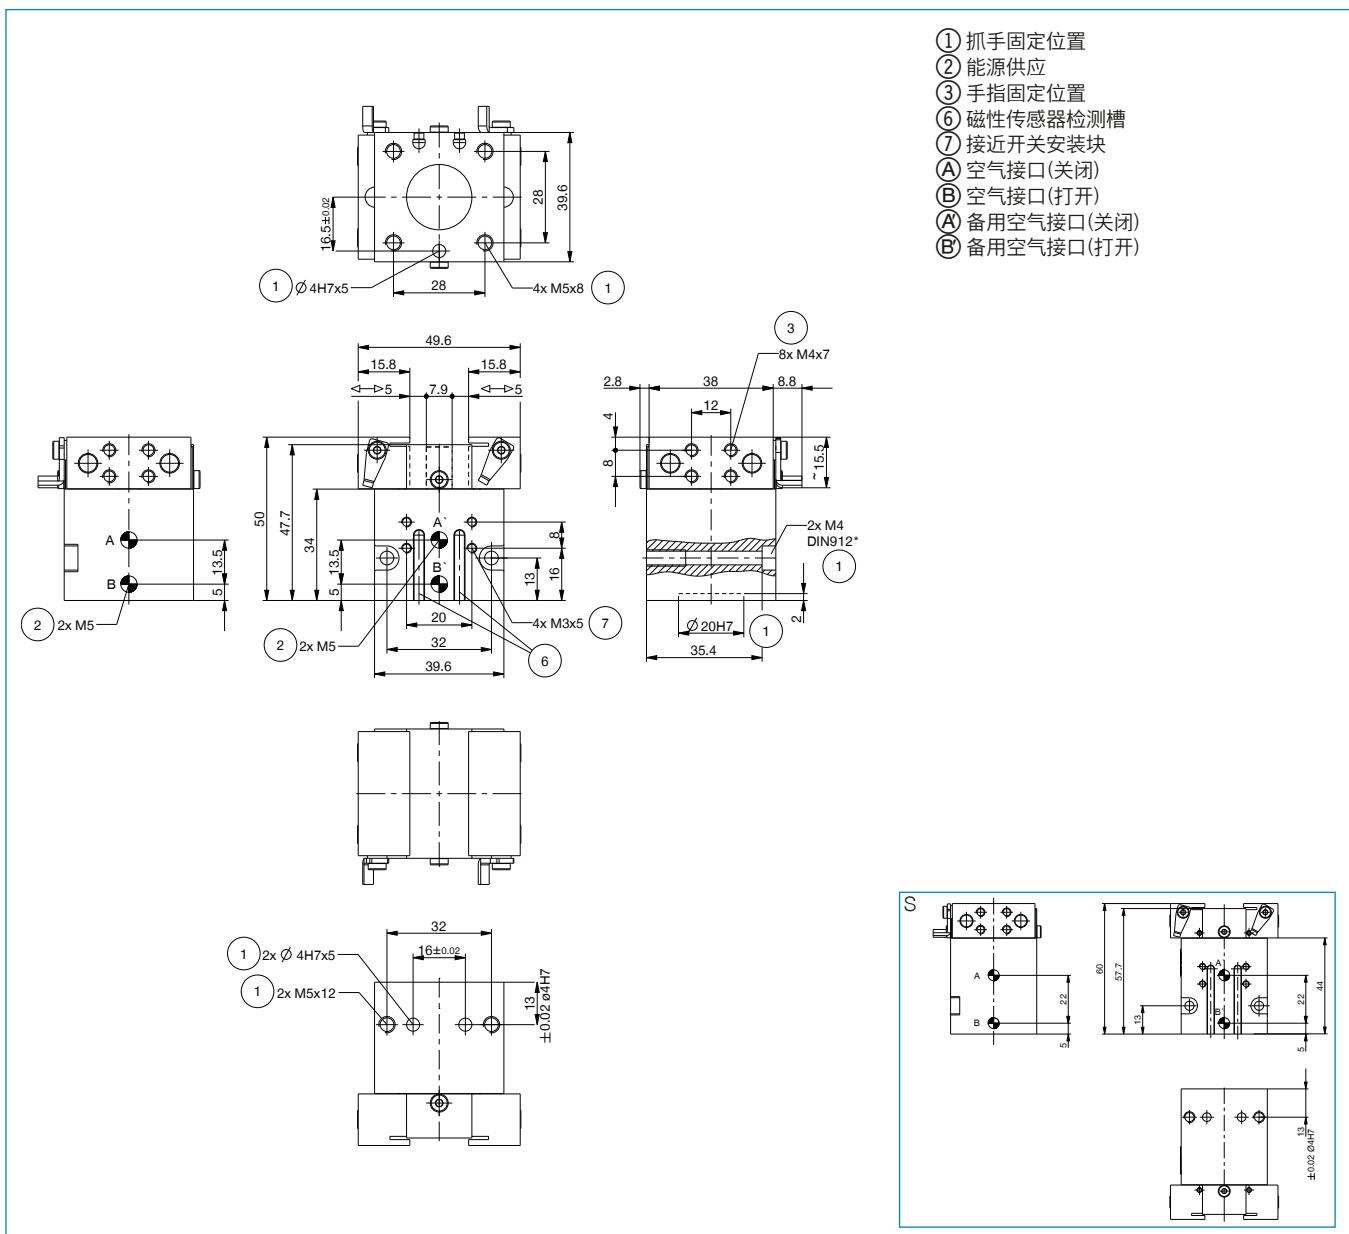 ① 抓手固定位置
② 能源供应
③ 手指固定位置
⑥ 磁性传感器检测槽
⑦ 接近开关安装块
Ⓐ 空气接口(关闭)
Ⓑ 空气接口(打开)
A' 备用空气接口(关闭)
B' 备用空气接口(打开)
16.5±0.02
28
39.6
1 Ø 4H7x5
28
4x M5x8 1
49.6
15.8
15.8
5
7.9
5
50
47.7
34
13.5
5
A`
B`
8
16
13
20
32
39.6
2 2x M5
4x M3x5 7
6
A
B
13.5
5
2 2x M5
3
8x M4x7
2.8
38
8.8
12
4
8
~15.5
2x M4
DIN912*
1
2
Ø 20H7 1
35.4
32
16±0.02
1 2x Ø 4H7x5
1 2x M5x12
13
±0.02 ø4H7
S
A
B
22
5
60
57.7
13
A`
B`
22
44
5
13
±0.02 Ø4H7